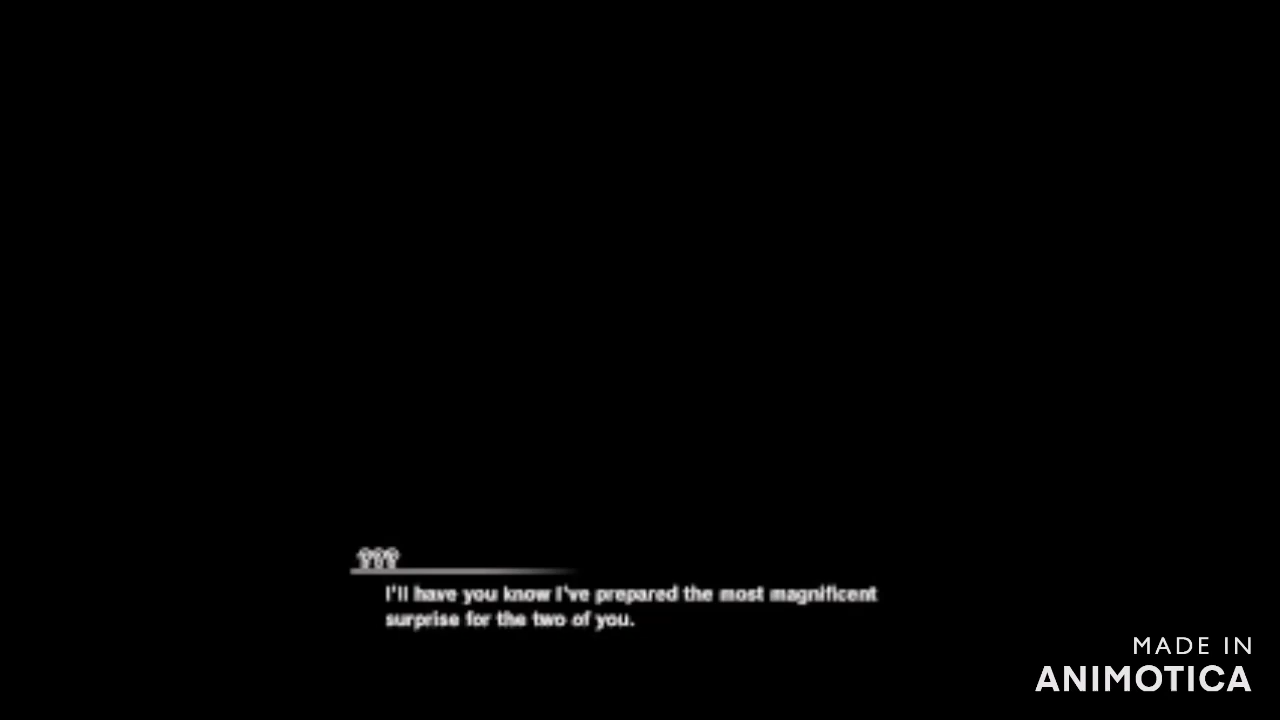 ???
I'll have you know I've prepared the most magnificent
surprise for the two of you.
MADE IN
ANIMOTICA